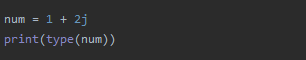 num = 1 + 2j
print(type(num))